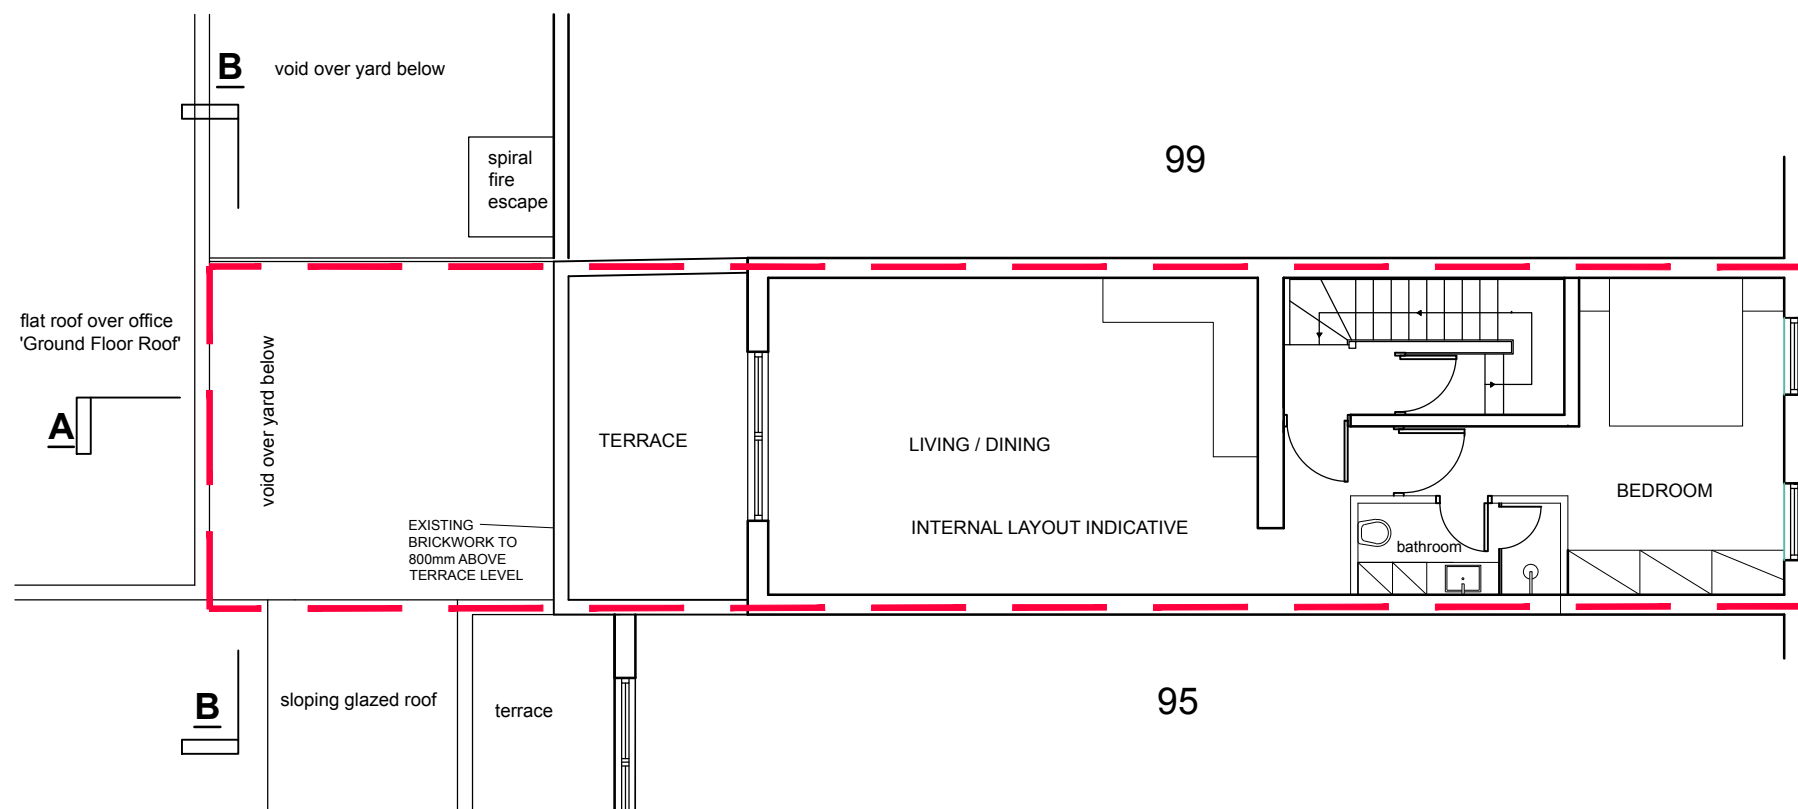 B
void over yard below
99
spiral
fire
escape
flat roof over office
'Ground Floor Roof'
void over yard below
A
TERRACE
LIVING / DINING
BEDROOM
EXISTING
BRICKWORK TO
800mm ABOVE
TERRACE LEVEL
INTERNAL LAYOUT INDICATIVE
bathroom
B
sloping glazed roof
terrace
95